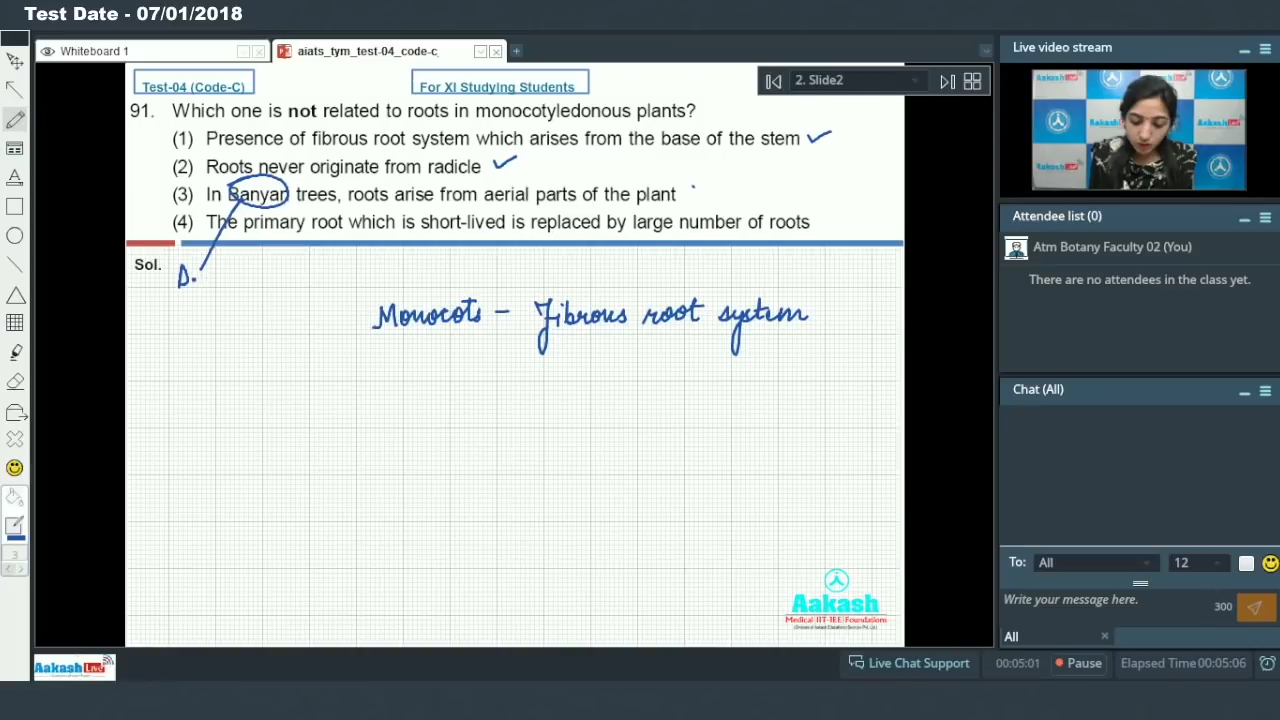 Test Date - 07/01/2018
Whiteboard 1
aiats_tym_test-04_code-c
Test-04 (Code-C)
For XI Studying Students
2. Slide2
91. Which one is not related to roots in monocotyledonous plants?
(1) Presence of fibrous root system which arises from the base of the stem
(2) Roots never originate from radicle
(3) In Banyan trees, roots arise from aerial parts of the plant
(4) The primary root which is short-lived is replaced by large number of roots
Sol.
D.
Monocots - Fibrous root system
Aakash
Medical|IIT-JEE|Foundations
Live video stream
Attendee list (0)
Atm Botany Faculty 02 (You)
There are no attendees in the class yet.
Chat (All)
To: All 12
Write your message here.
300
All
3
Aakash Live
Live Chat Support
00:05:01
Pause
Elapsed Time 00:05:06